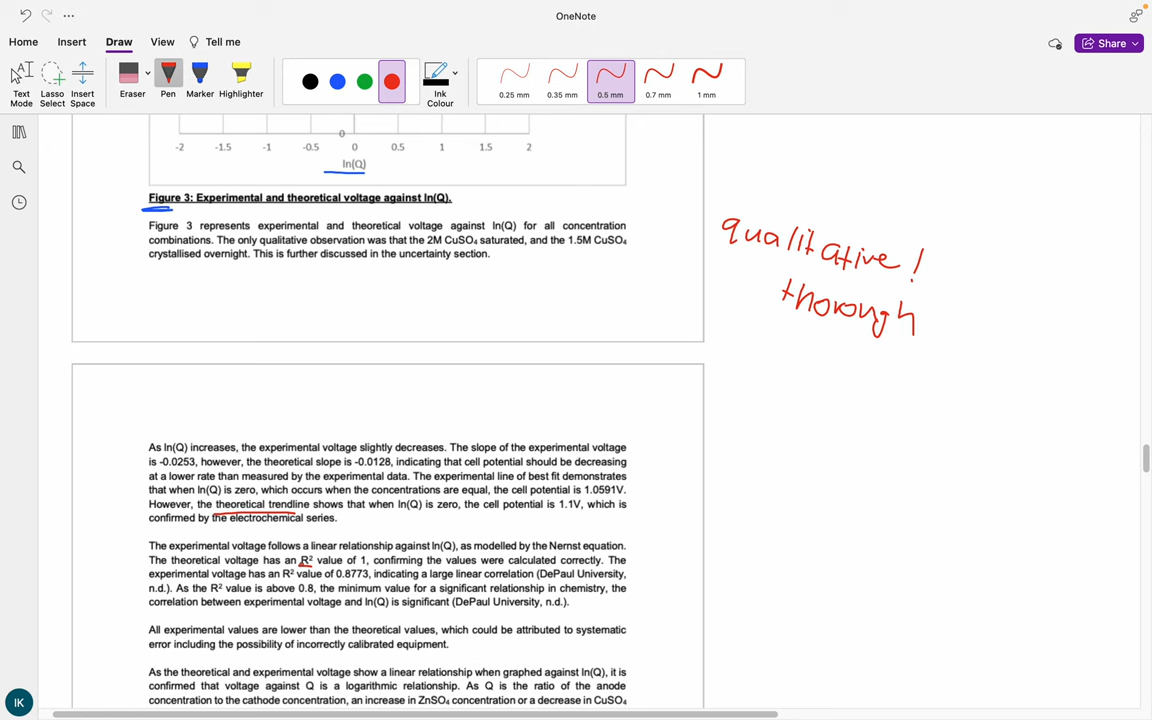 OneNote
Home Insert Draw View Tell me
Share
Text Mode
Lasso Select
Insert Space
Eraser
Pen
Marker
Highlighter
Ink Colour
0.25 mm
0.35 mm
0.5 mm
0.7 mm
1 mm
0
-2 -1.5 -1 -0.5 0 0.5 1 1.5 2
ln(Q)
Figure 3: Experimental and theoretical voltage against ln(Q).
Figure 3 represents experimental and theoretical voltage against ln(Q) for all concentration
combinations. The only qualitative observation was that the 2M CuSO₄ saturated, and the 1.5M CuSO₄
crystallised overnight. This is further discussed in the uncertainty section.
qualitative!
thorough
As ln(Q) increases, the experimental voltage slightly decreases. The slope of the experimental voltage
is -0.0253, however, the theoretical slope is -0.0128, indicating that cell potential should be decreasing
at a lower rate than measured by the experimental data. The experimental line of best fit demonstrates
that when ln(Q) is zero, which occurs when the concentrations are equal, the cell potential is 1.0591V.
However, the theoretical trendline shows that when ln(Q) is zero, the cell potential is 1.1V, which is
confirmed by the electrochemical series.
The experimental voltage follows a linear relationship against ln(Q), as modelled by the Nernst equation.
The theoretical voltage has an R² value of 1, confirming the values were calculated correctly. The
experimental voltage has an R² value of 0.8773, indicating a large linear correlation (DePaul University,
n.d.). As the R² value is above 0.8, the minimum value for a significant relationship in chemistry, the
correlation between experimental voltage and ln(Q) is significant (DePaul University, n.d.).
All experimental values are lower than the theoretical values, which could be attributed to systematic
error including the possibility of incorrectly calibrated equipment.
As the theoretical and experimental voltage show a linear relationship when graphed against ln(Q), it is
confirmed that voltage against Q is a logarithmic relationship. As Q is the ratio of the anode
concentration to the cathode concentration, an increase in ZnSO₄ concentration or a decrease in CuSO₄
IK